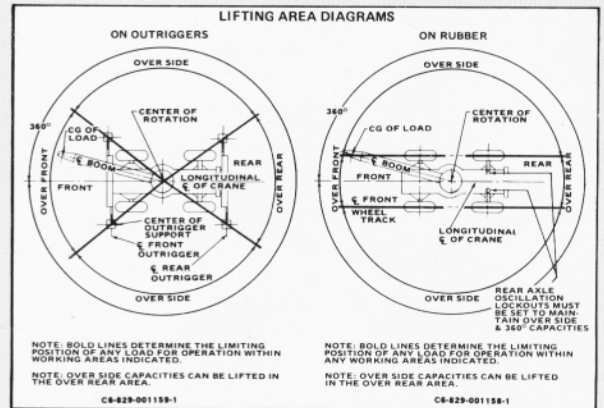 LIFTING AREA DIAGRAMS
ON OUTRIGGERS
OVER SIDE
360°
CENTER OF
ROTATION
CG OF
LOAD
℄ BOOM
REAR
FRONT
LONGITUDINAL
℄ OF CRANE
OVER FRONT
OVER REAR
CENTER OF
OUTRIGGER
SUPPORT
℄ FRONT
OUTRIGGER
℄ REAR
OUTRIGGER
OVER SIDE
NOTE: BOLD LINES DETERMINE THE LIMITING
POSITION OF ANY LOAD FOR OPERATION WITHIN
WORKING AREAS INDICATED.
NOTE: OVER SIDE CAPACITIES CAN BE LIFTED IN
THE OVER REAR AREA.
C6-829-001159-1
ON RUBBER
OVER SIDE
360°
CENTER OF
ROTATION
CG OF LOAD
℄ BOOM
REAR
FRONT
OVER FRONT
OVER REAR
℄ FRONT
WHEEL
TRACK
LONGITUDINAL
℄ OF CRANE
REAR AXLE
OSCILLATION
LOCKOUTS MUST
BE SET TO MAIN-
TAIN OVER SIDE
& 360° CAPACITIES
OVER SIDE
NOTE: BOLD LINES DETERMINE THE LIMITING
POSITION OF ANY LOAD FOR OPERATION WITHIN
ANY WORKING AREAS INDICATED.
NOTE: OVER SIDE CAPACITIES CAN BE LIFTED
IN THE OVER REAR AREA.
C6-829-001158-1